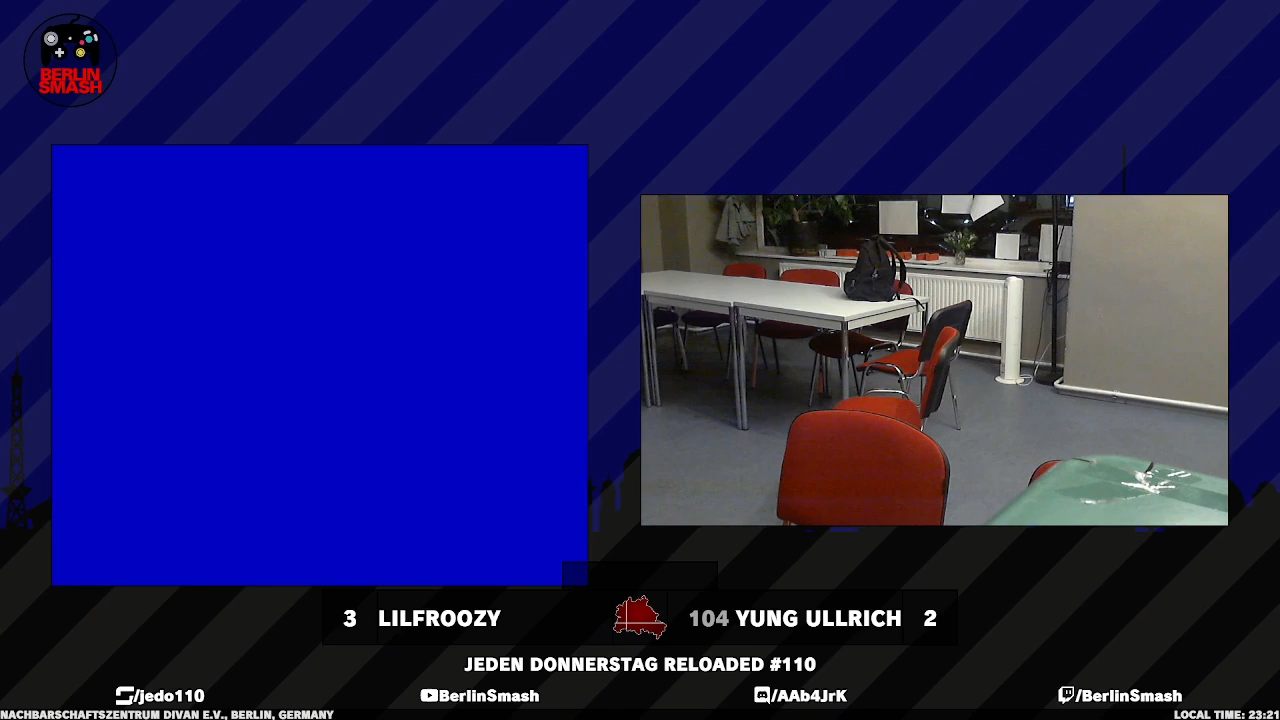 BERLIN
SMASH
3 LILFROOZY 104 YUNG ULLRICH 2
JEDEN DONNERSTAG RELOADED #110
/jedo110 BerlinSmash /AAb4JrK /BerlinSmash
NACHBARSCHAFTSZENTRUM DIVAN E.V., BERLIN, GERMANY LOCAL TIME: 23:21